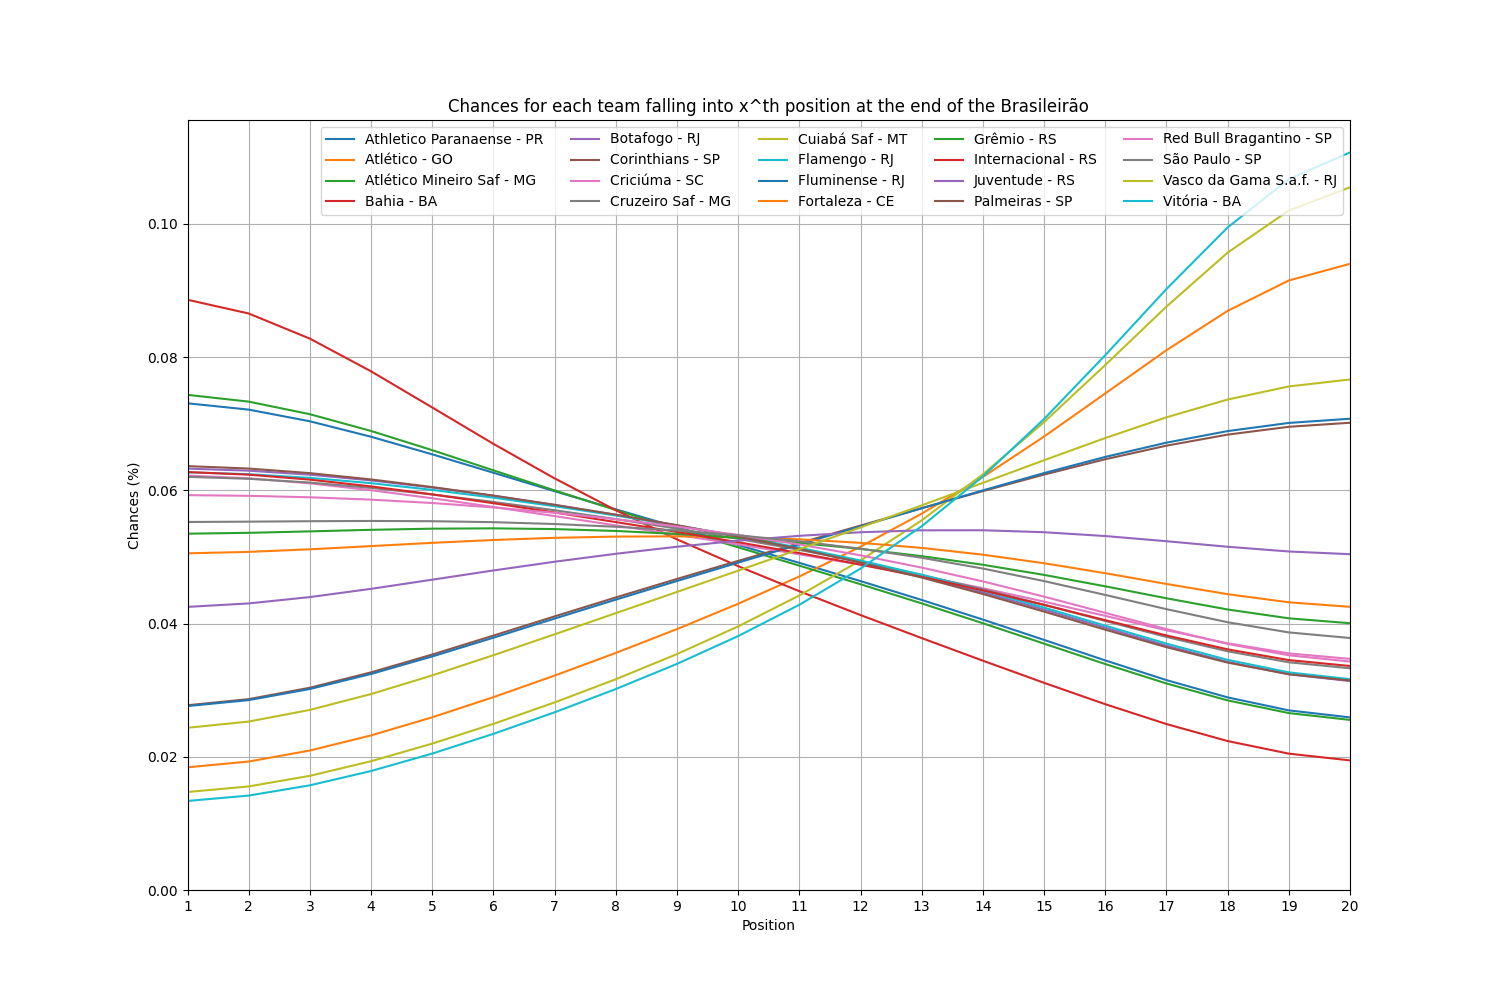 Chances for each team falling into x^th position at the end of the Brasileirão
Athletico Paranaense - PR
Atlético - GO
Atlético Mineiro Saf - MG
Bahia - BA
Botafogo - RJ
Corinthians - SP
Criciúma - SC
Cruzeiro Saf - MG
Cuiabá Saf - MT
Flamengo - RJ
Fluminense - RJ
Fortaleza - CE
Grêmio - RS
Internacional - RS
Juventude - RS
Palmeiras - SP
Red Bull Bragantino - SP
São Paulo - SP
Vasco da Gama S.a.f. - RJ
Vitória - BA
Chances (%)
0.10
0.08
0.06
0.04
0.02
0.00
1 2 3 4 5 6 7 8 9 10 11 12 13 14 15 16 17 18 19 20
Position